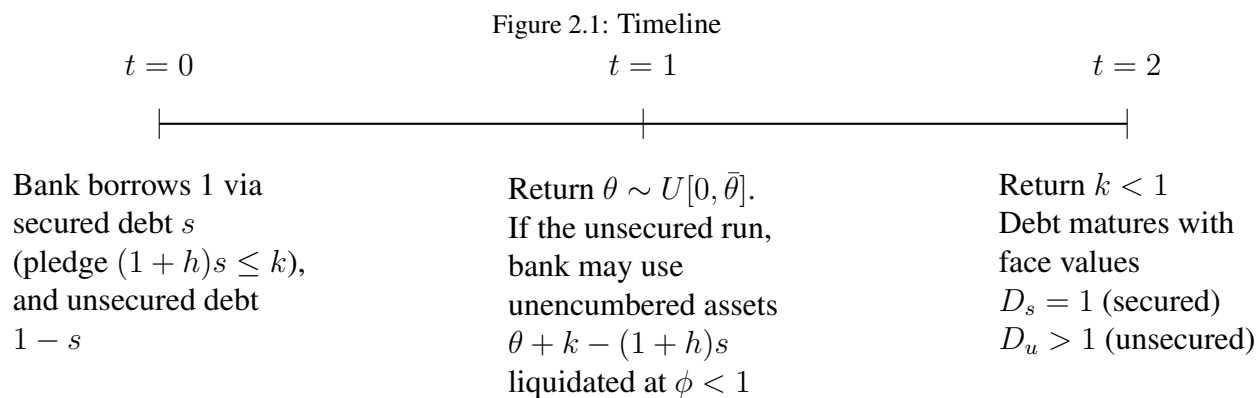 Figure 2.1: Timeline
t = 0
t = 1
t = 2
Bank borrows 1 via
secured debt s
(pledge (1 + h)s ≤ k),
and unsecured debt
1 − s
Return θ ∼ U[0, θ̄].
If the unsecured run,
bank may use
unencumbered assets
θ + k − (1 + h)s
liquidated at ϕ < 1
Return k < 1
Debt matures with
face values
D_s = 1 (secured)
D_u > 1 (unsecured)